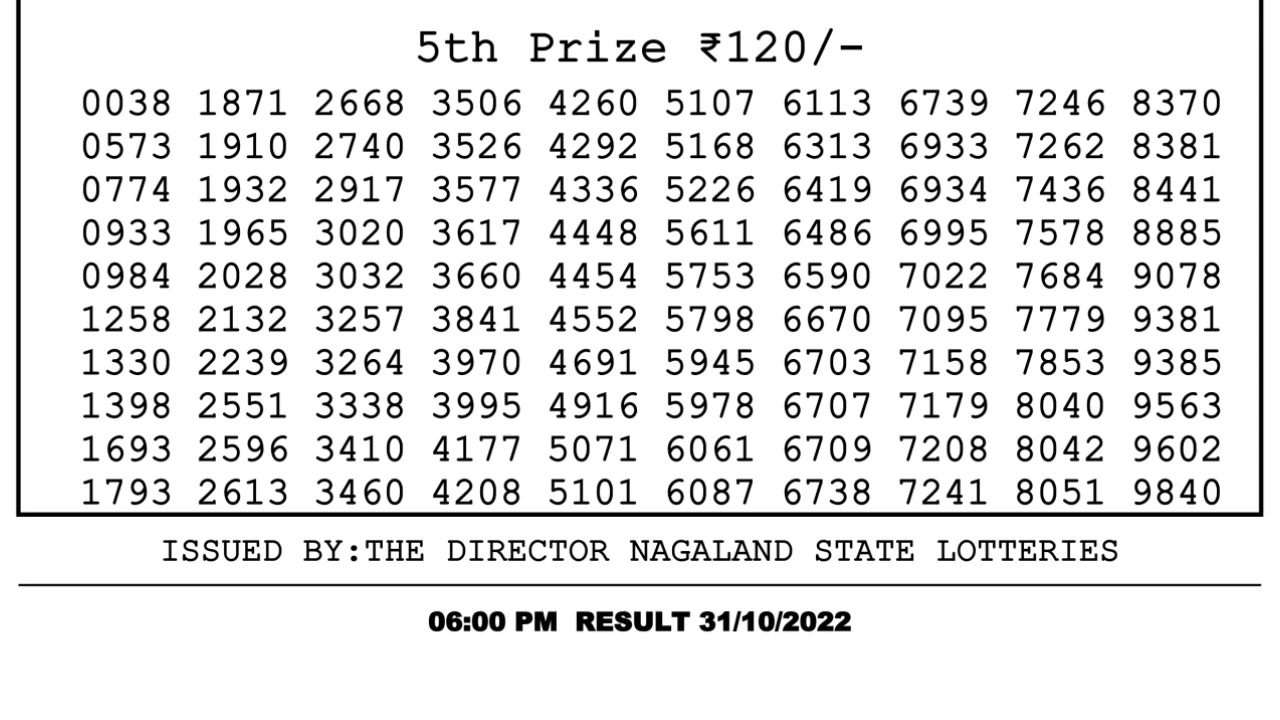 5th Prize ₹120/-
0038 1871 2668 3506 4260 5107 6113 6739 7246 8370
0573 1910 2740 3526 4292 5168 6313 6933 7262 8381
0774 1932 2917 3577 4336 5226 6419 6934 7436 8441
0933 1965 3020 3617 4448 5611 6486 6995 7578 8885
0984 2028 3032 3660 4454 5753 6590 7022 7684 9078
1258 2132 3257 3841 4552 5798 6670 7095 7779 9381
1330 2239 3264 3970 4691 5945 6703 7158 7853 9385
1398 2551 3338 3995 4916 5978 6707 7179 8040 9563
1693 2596 3410 4177 5071 6061 6709 7208 8042 9602
1793 2613 3460 4208 5101 6087 6738 7241 8051 9840
ISSUED BY:THE DIRECTOR NAGALAND STATE LOTTERIES
06:00 PM RESULT 31/10/2022